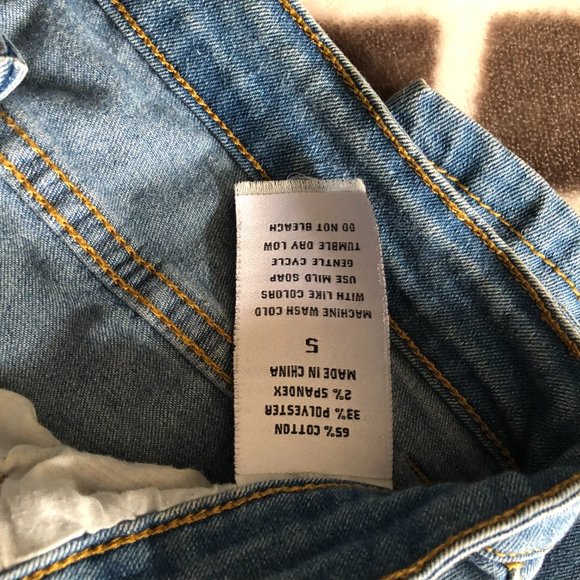 65% COTTON
33% POLYESTER
2% SPANDEX
MADE IN CHINA
5
MACHINE WASH COLD
WITH LIKE COLORS
USE MILD SOAP
GENTLE CYCLE
TUMBLE DRY LOW
DO NOT BLEACH